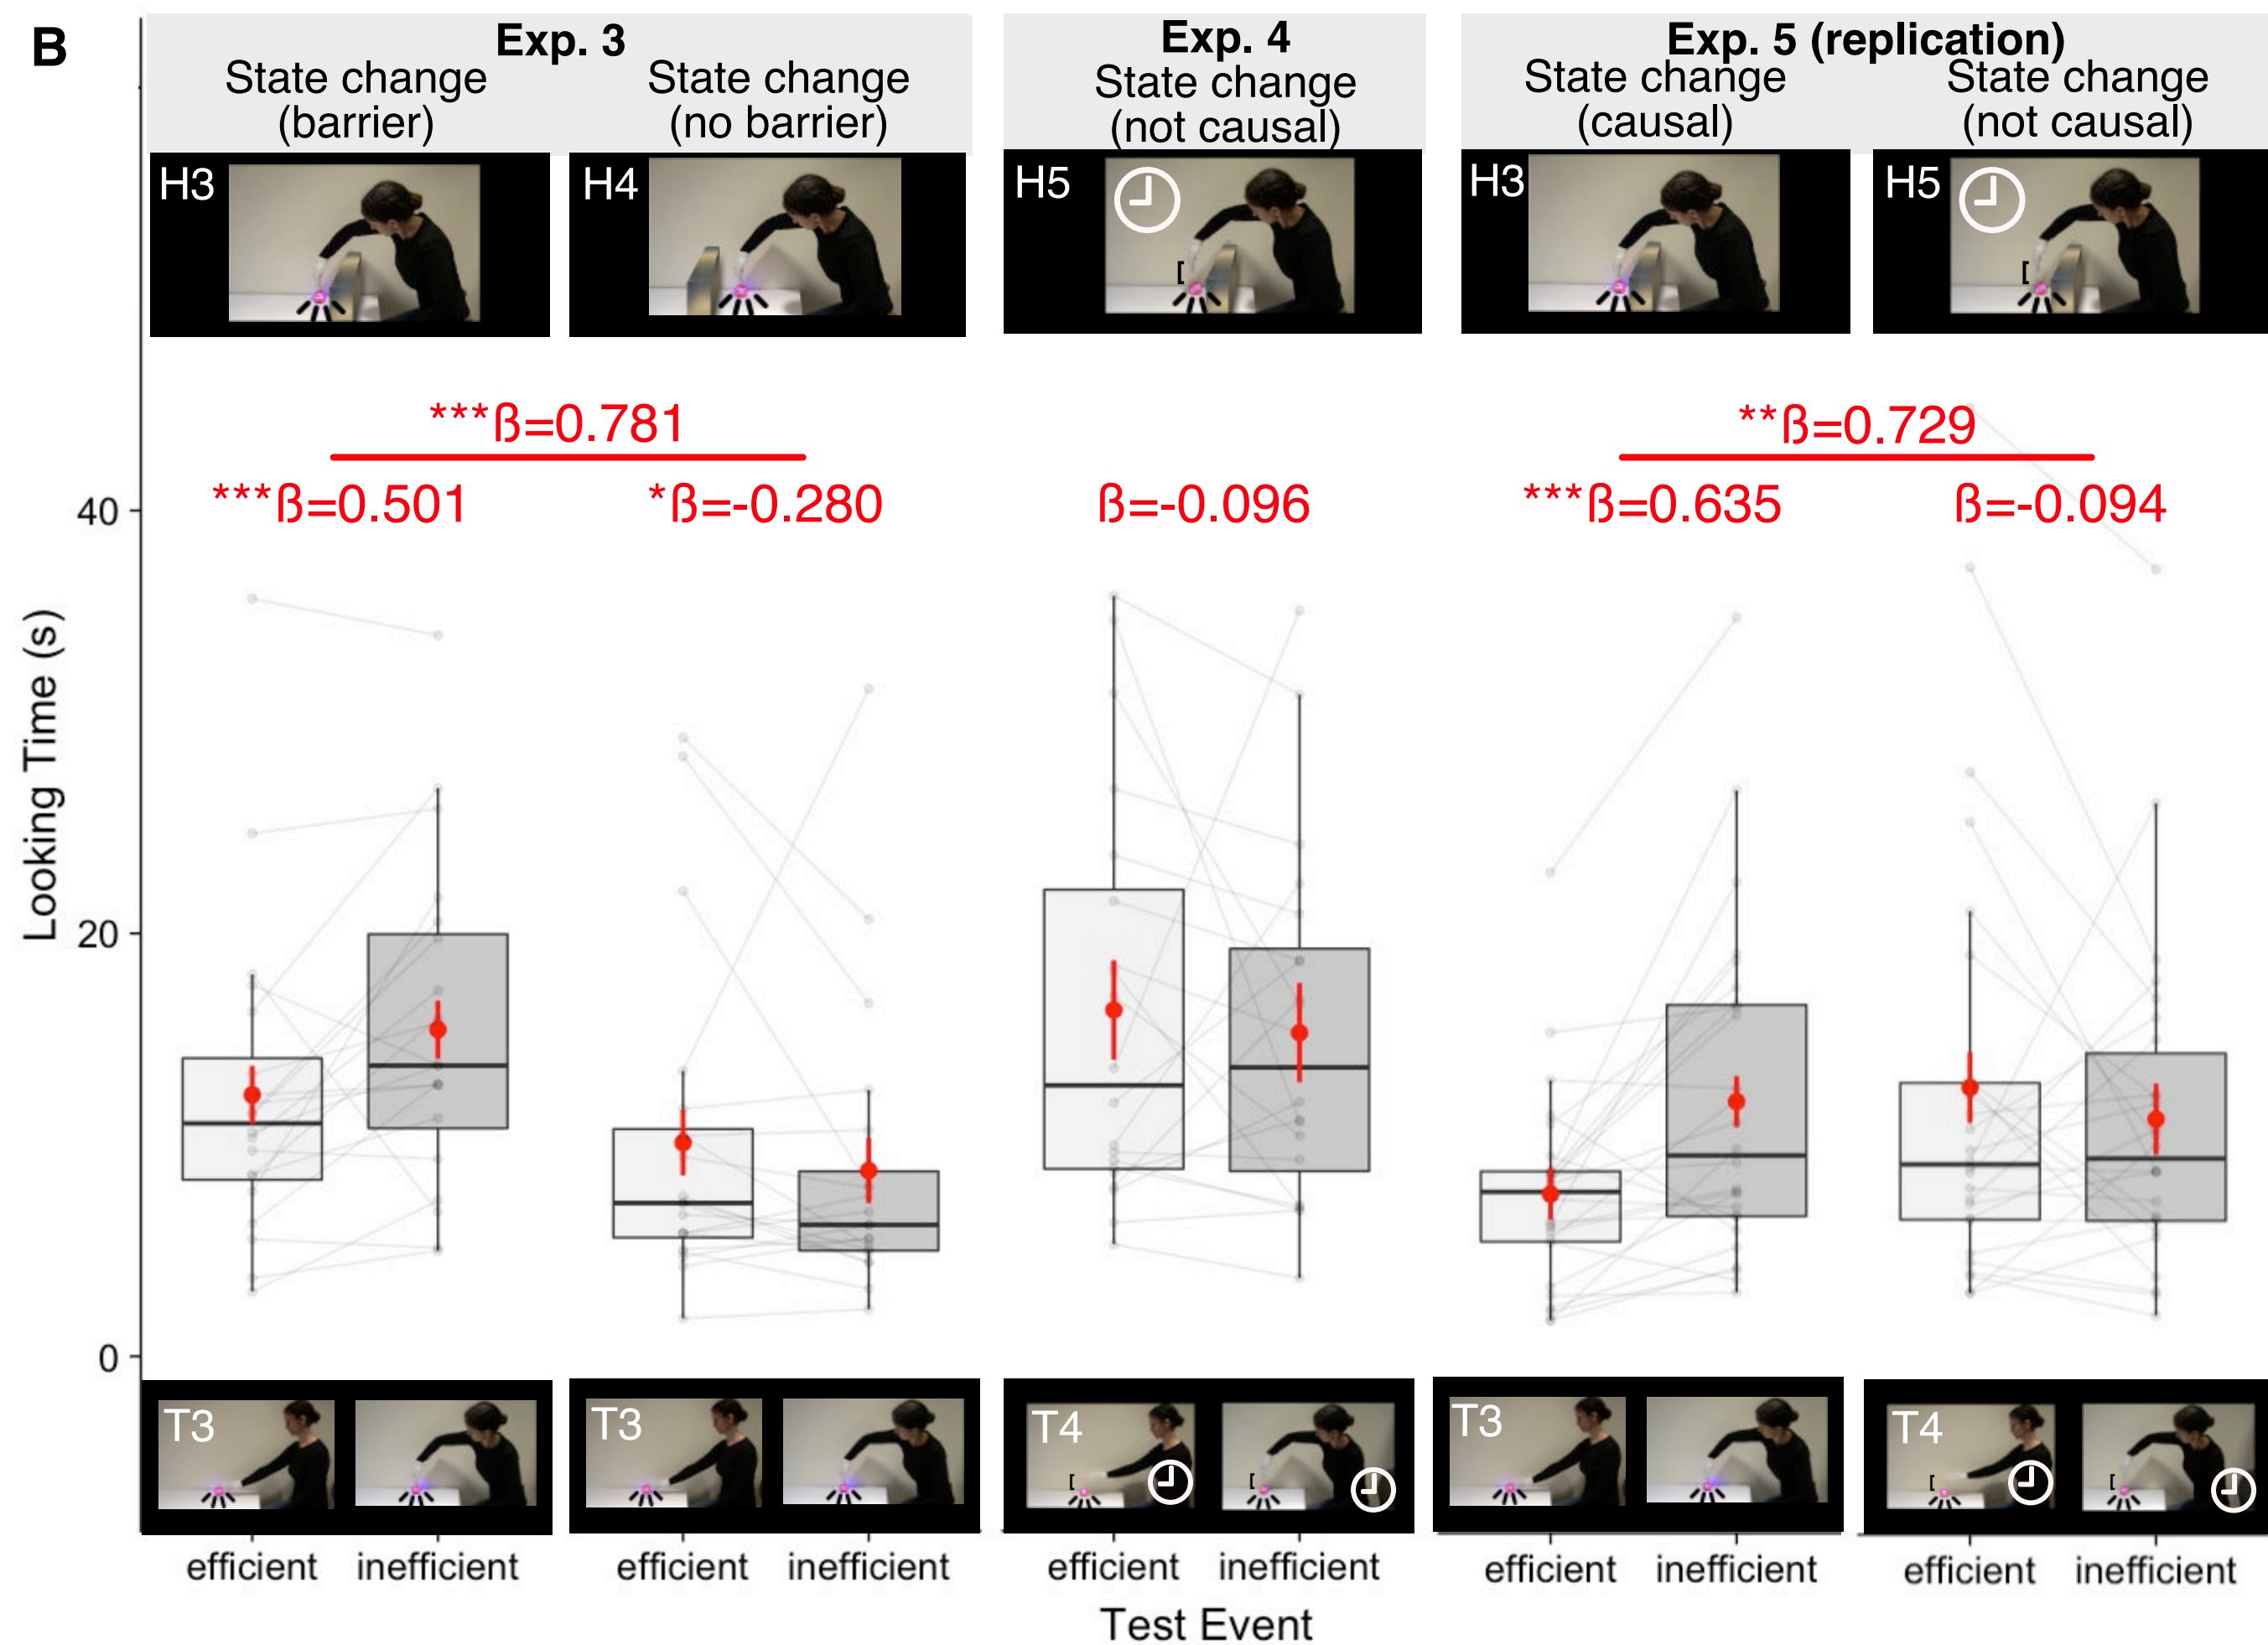 B
Exp. 3
State change
(barrier)
State change
(no barrier)
Exp. 4
State change
(not causal)
Exp. 5 (replication)
State change
(causal)
State change
(not causal)
H3
H4
H5
H3
H5
[
[
***ß=0.781
**ß=0.729
***ß=0.501
*ß=-0.280
ß=-0.096
***ß=0.635
ß=-0.094
Looking Time (s)
40
20
0
T3
T3
T4
[
[
T3
T4
[
[
efficient
inefficient
efficient
inefficient
efficient
inefficient
efficient
inefficient
efficient
inefficient
Test Event